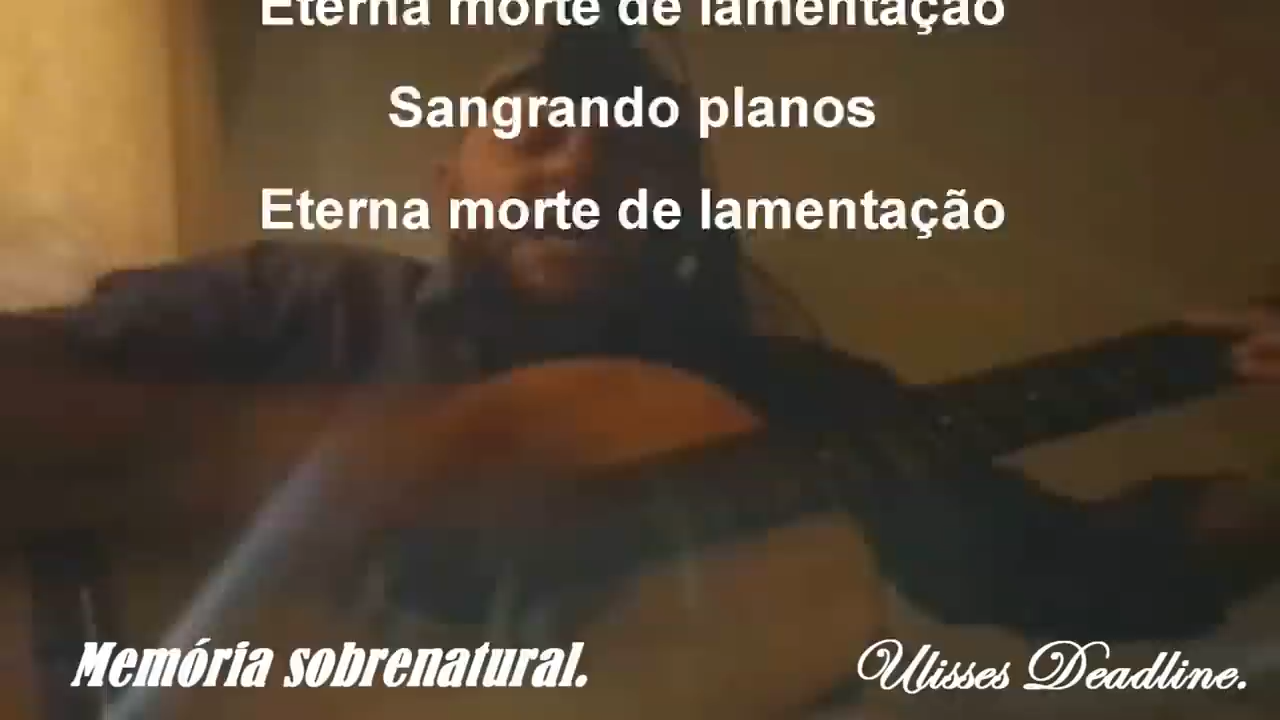 Eterna morte de lamentação
Sangrando planos
Eterna morte de lamentação
Memória sobrenatural.
Ulisses Deadline.